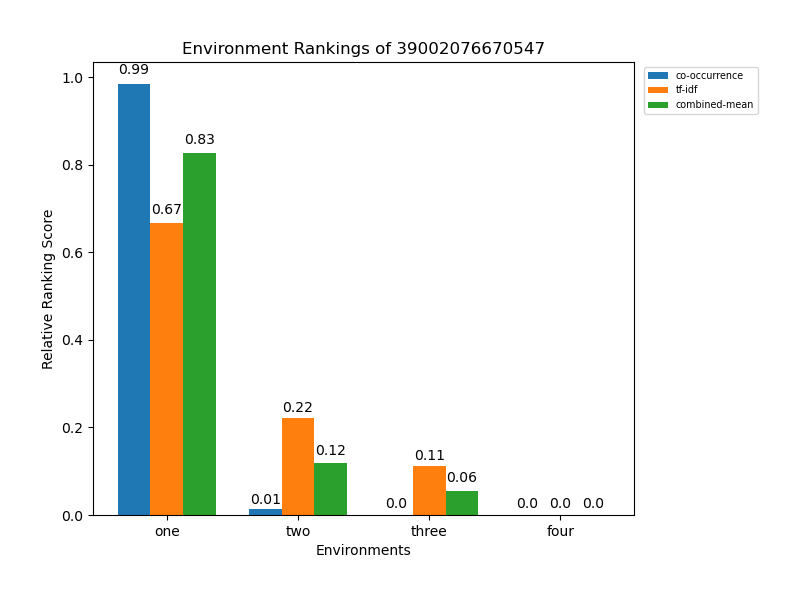 Environment Rankings of 39002076670547
co-occurrence
tf-idf
combined-mean
Relative Ranking Score
1.0
0.8
0.6
0.4
0.2
0.0
0.99
0.67
0.83
0.01
0.22
0.12
0.0
0.11
0.06
0.0
0.0
0.0
one
two
three
four
Environments